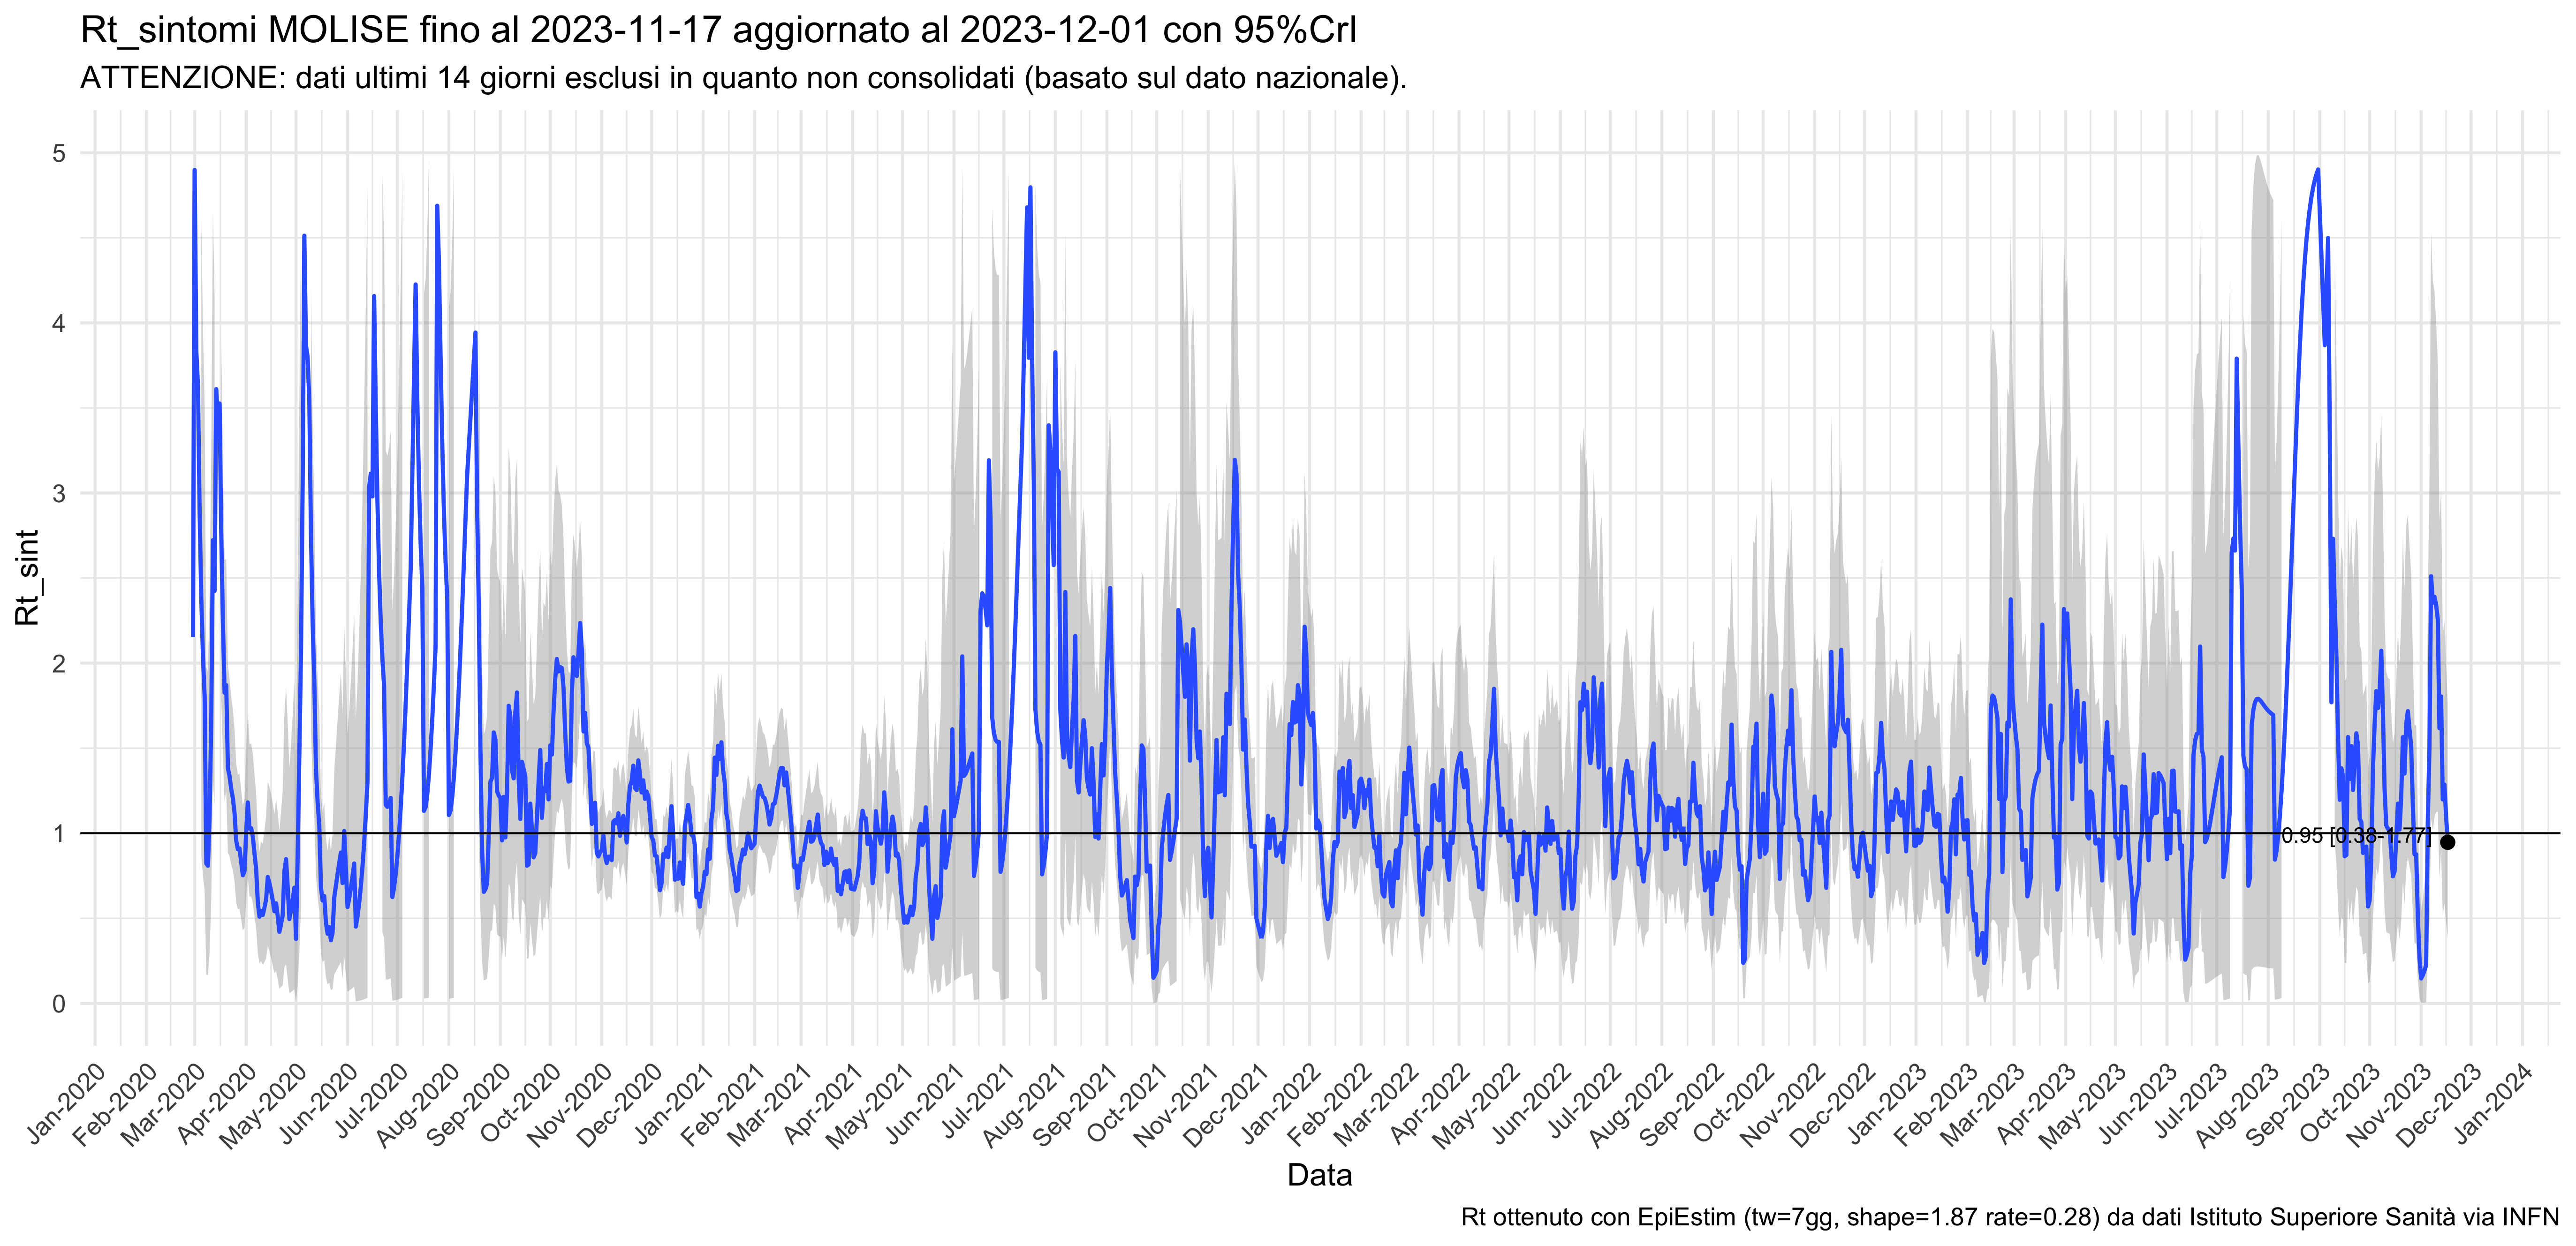 Rt_sintomi MOLISE fino al 2023-11-17 aggiornato al 2023-12-01 con 95%CrI
ATTENZIONE: dati ultimi 14 giorni esclusi in quanto non consolidati (basato sul dato nazionale).
5
4
3
2
1
0
Rt_sint
0.95 [0.38-1.77]
Jan-2020
Feb-2020
Mar-2020
Apr-2020
May-2020
Jun-2020
Jul-2020
Aug-2020
Sep-2020
Oct-2020
Nov-2020
Dec-2020
Jan-2021
Feb-2021
Mar-2021
Apr-2021
May-2021
Jun-2021
Jul-2021
Aug-2021
Sep-2021
Oct-2021
Nov-2021
Dec-2021
Jan-2022
Feb-2022
Mar-2022
Apr-2022
May-2022
Jun-2022
Jul-2022
Aug-2022
Sep-2022
Oct-2022
Nov-2022
Dec-2022
Jan-2023
Feb-2023
Mar-2023
Apr-2023
May-2023
Jun-2023
Jul-2023
Aug-2023
Sep-2023
Oct-2023
Nov-2023
Dec-2023
Jan-2024
Data
Rt ottenuto con EpiEstim (tw=7gg, shape=1.87 rate=0.28) da dati Istituto Superiore Sanità via INFN